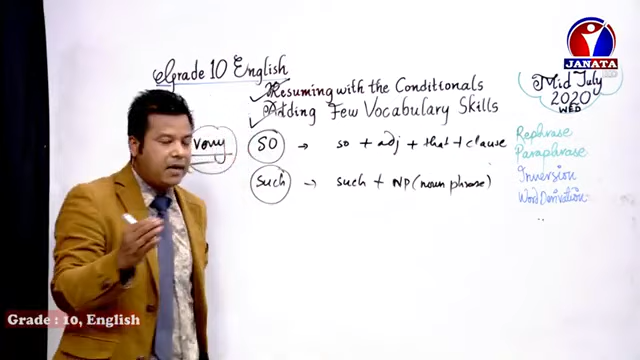 Grade 10 English
Resuming with the Conditionals
Adding Few Vocabulary Skills
very
SO → so + adj + that + clause
Such → such + NP (noun phrase)
Mid July
2020
WED
Rephrase
Paraphrase
Inversion
Word Derivation
JANATA
Grade : 10, English